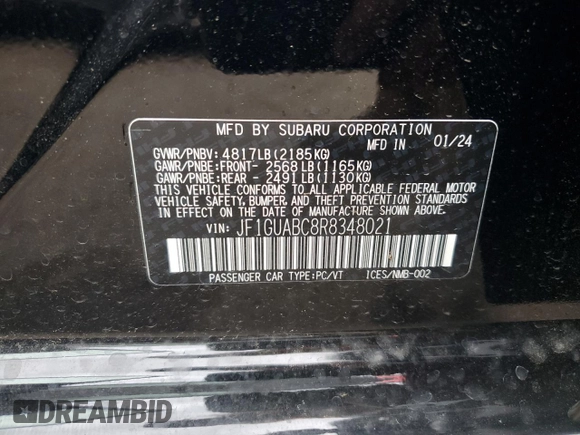 MFD BY SUBARU CORPORATION
MFD IN 01/24
GVWR/PNBV: 4817LB(2185KG)
GAWR/PNBE:FRONT- 2568LB(1165KG)
GAWR/PNBE:REAR - 2491LB(1130KG)
THIS VEHICLE CONFORMS TO ALL APPLICABLE FEDERAL MOTOR
VEHICLE SAFETY, BUMPER, AND THEFT PREVENTION STANDARDS
IN EFFECT ON THE DATE OF MANUFACTURE SHOWN ABOVE.
VIN: JF1GUABC8R8348021
PASSENGER CAR TYPE:PC/VT ICES/NMB-002
DREAMBID